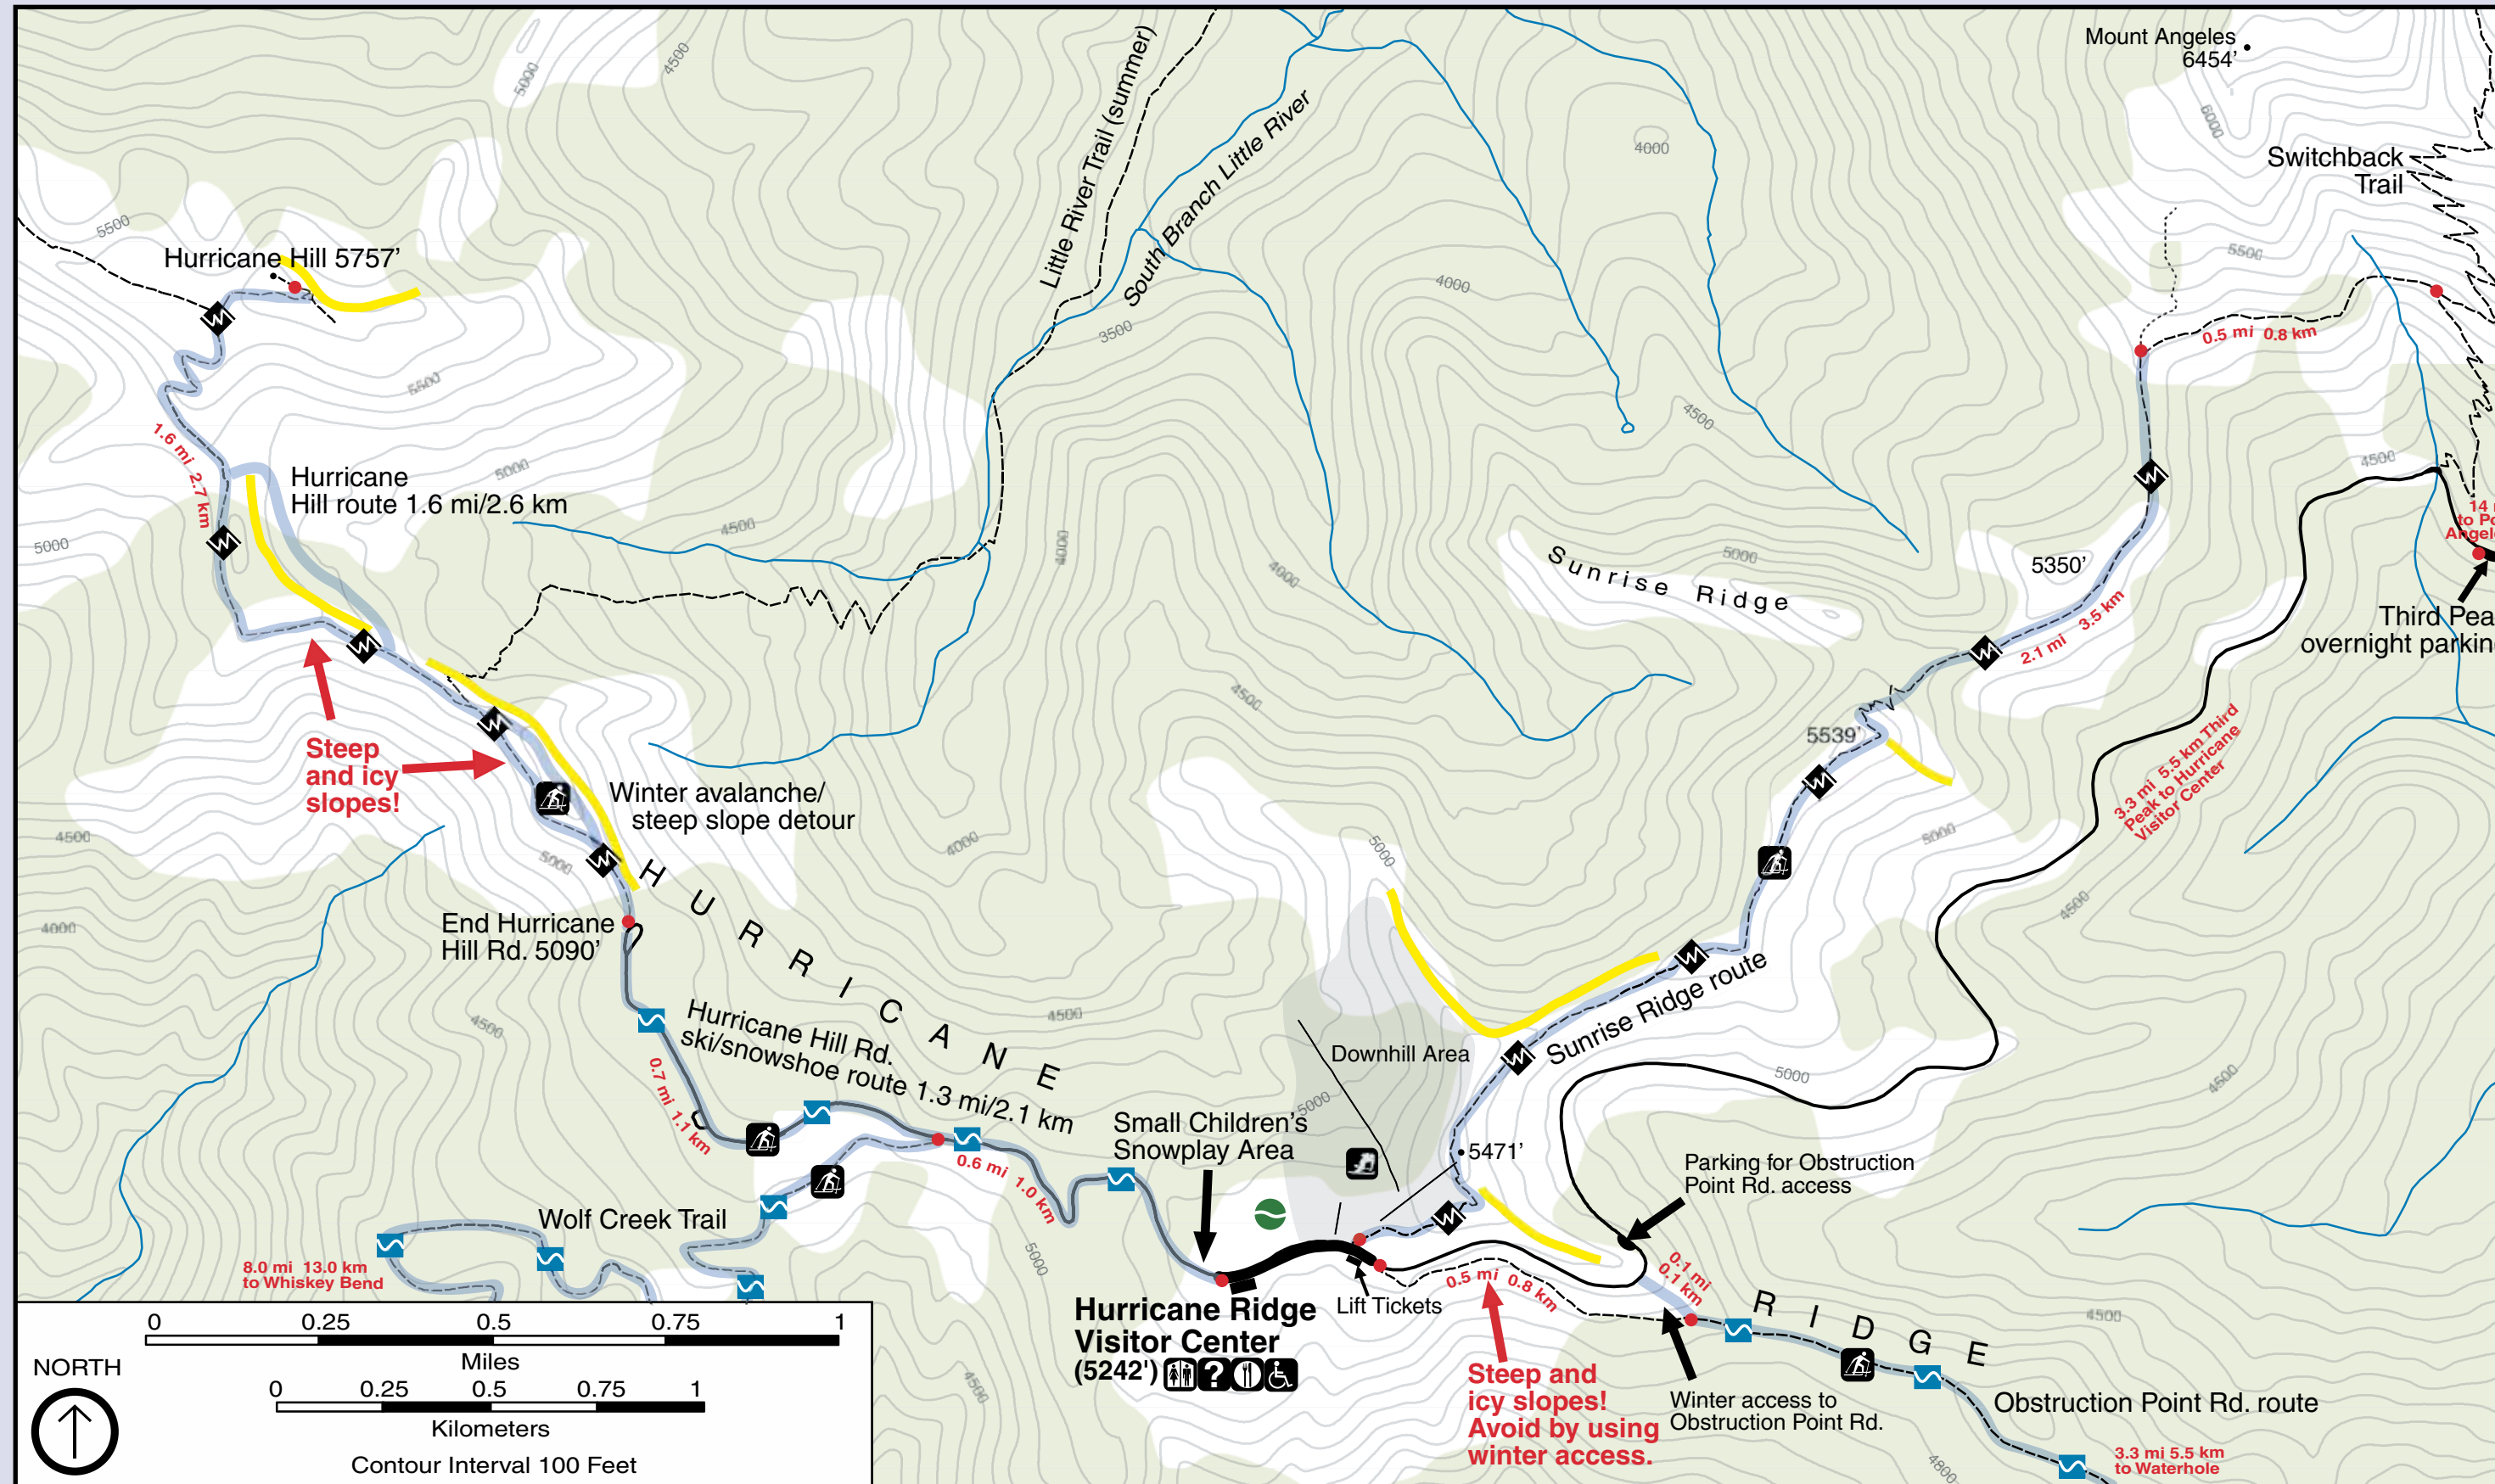 Mount Angeles
6454’
5000
4500
6000
Little River Trail (summer)
South Branch Little River
4000
Switchback
Trail
5500
Hurricane Hill 5757’
5500
4000
3500
0.5 mi 0.8 km
5500
4500
1.6 mi 2.7 km
Hurricane
Hill route 1.6 mi/2.6 km
5000
4500
4500
14
to
5000
4000
4000
Sunrise Ridge
5000
5350’
Third
overnight
2.1 mi 3.5 km
4500
5539’
3.3 mi 5.5 km Third
Peak to Hurricane
Visitor Center
Steep
and icy
slopes!
Winter avalanche/
steep slope detour
4500
5000
4000
5000
5000
4500
4000
End Hurricane
Hill Rd. 5090’
HURRICANE
4500
4500
Hurricane Hill Rd.
ski/snowshoe route 1.3 mi/2.1 km
0.7 mi 1.1 km
Downhill Area
Sunrise Ridge route
5000
5000
4500
Small Children’s
Snowplay Area
5471’
0.6 mi 1.0 km
Parking for Obstruction
Point Rd. access
Wolf Creek Trail
8.0 mi 13.0 km
to Whiskey Bend
5000
0.1 mi
0.1 km
0.5 mi 0.8 km
Lift Tickets
Hurricane Ridge
Visitor Center
(5242')
?
RIDGE
4500
Steep and
icy slopes!
Avoid by using
winter access.
Winter access to
Obstruction Point Rd.
Obstruction Point Rd. route
4500
4800
3.3 mi 5.5 km
to Waterhole
0 0.25 0.5 0.75 1
Miles
NORTH
0 0.25 0.5 0.75 1
Kilometers
Contour Interval 100 Feet